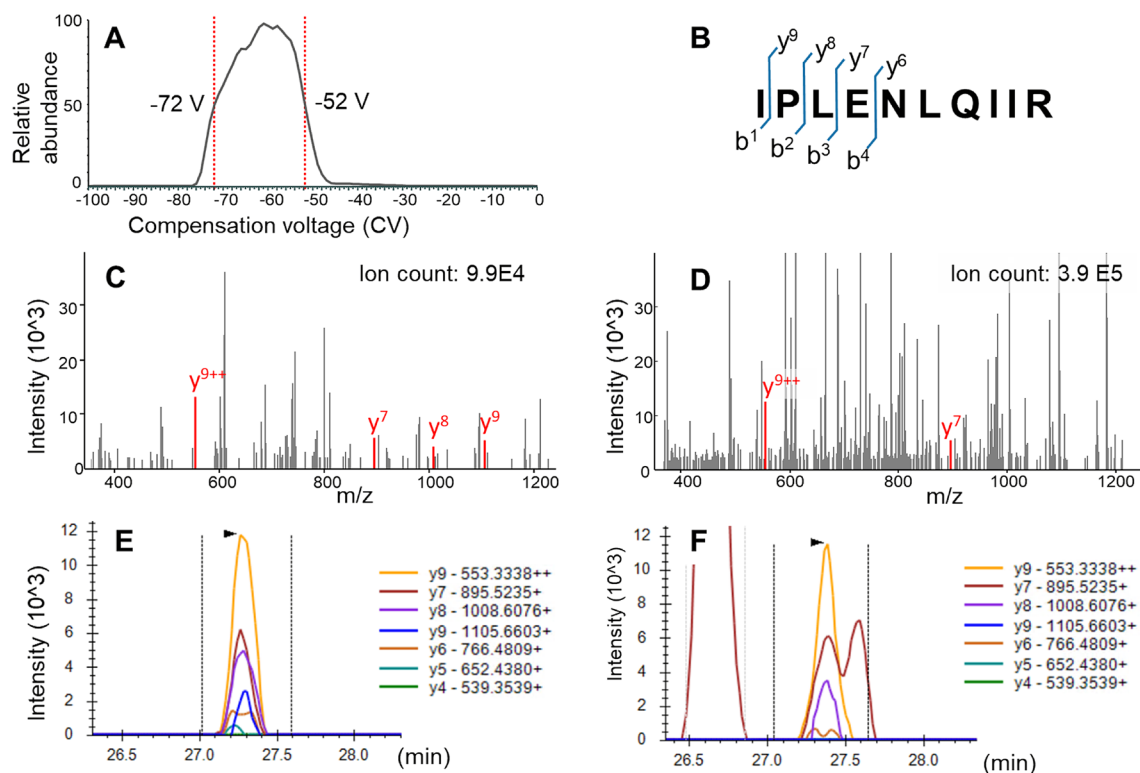 A
Relative
abundance
100
50
0
-72 V
-52 V
-100 -90 -80 -70 -60 -50 -40 -30 -20 -10 0
Compensation voltage (CV)
B
y9 y8 y7 y6
IPLENLQIIR
b1 b2 b3 b4
C
Ion count: 9.9E4
Intensity (10^3)
30
20
10
0
y9++
y7
y8
y9
400 600 800 1000 1200
m/z
D
Ion count: 3.9 E5
Intensity (10^3)
30
20
10
0
y9++
y7
400 600 800 1000 1200
m/z
E
Intensity (10^3)
12
10
8
6
4
2
0
26.5 27.0 27.5 28.0
(min)
y9 - 553.3338++
y7 - 895.5235+
y8 - 1008.6076+
y9 - 1105.6603+
y6 - 766.4809+
y5 - 652.4380+
y4 - 539.3539+
F
Intensity (10^3)
12
10
8
6
4
2
0
26.5 27.0 27.5 28.0
(min)
y9 - 553.3338++
y7 - 895.5235+
y8 - 1008.6076+
y9 - 1105.6603+
y6 - 766.4809+
y5 - 652.4380+
y4 - 539.3539+